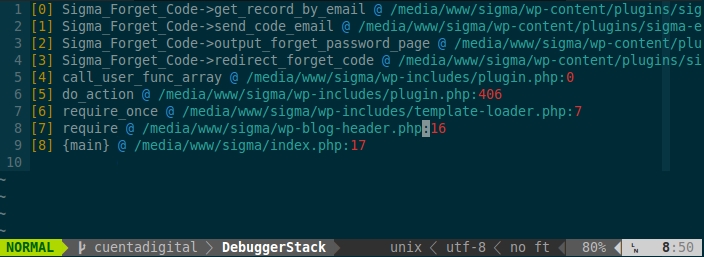 1 [0] Sigma_Forget_Code->get_record_by_email @ /media/www/sigma/wp-content/plugins/sig
2 [1] Sigma_Forget_Code->send_code_email @ /media/www/sigma/wp-content/plugins/sigma-e
3 [2] Sigma_Forget_Code->output_forget_password_page @ /media/www/sigma/wp-content/plu
4 [3] Sigma_Forget_Code->redirect_forget_code @ /media/www/sigma/wp-content/plugins/si
5 [4] call_user_func_array @ /media/www/sigma/wp-includes/plugin.php:0
6 [5] do_action @ /media/www/sigma/wp-includes/plugin.php:406
7 [6] require_once @ /media/www/sigma/wp-includes/template-loader.php:7
8 [7] require @ /media/www/sigma/wp-blog-header.php:16
9 [8] {main} @ /media/www/sigma/index.php:17
10
~
~
~
~
NORMAL cuentadigital DebuggerStack unix < utf-8 < no ft 80% LN 8:50